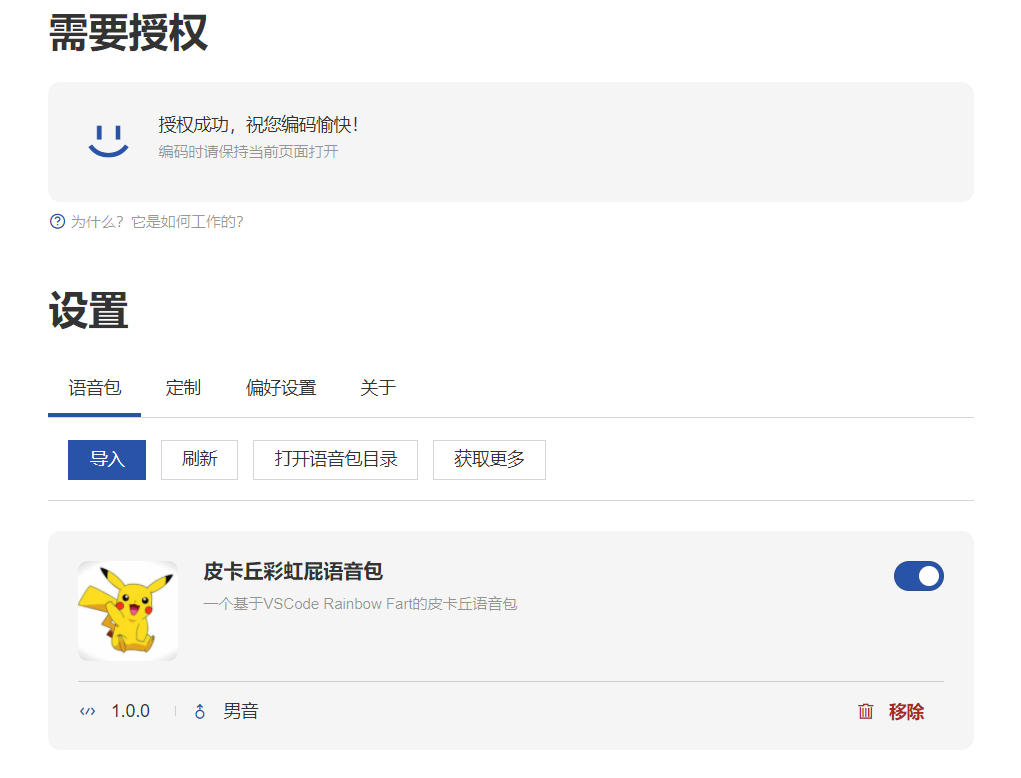 需要授权
授权成功，祝您编码愉快！
编码时请保持当前页面打开
为什么？它是如何工作的？
设置
语音包 定制 偏好设置 关于
导入 刷新 打开语音包目录 获取更多
皮卡丘彩虹屁语音包
一个基于VSCode Rainbow Fart的皮卡丘语音包
1.0.0 男音 移除